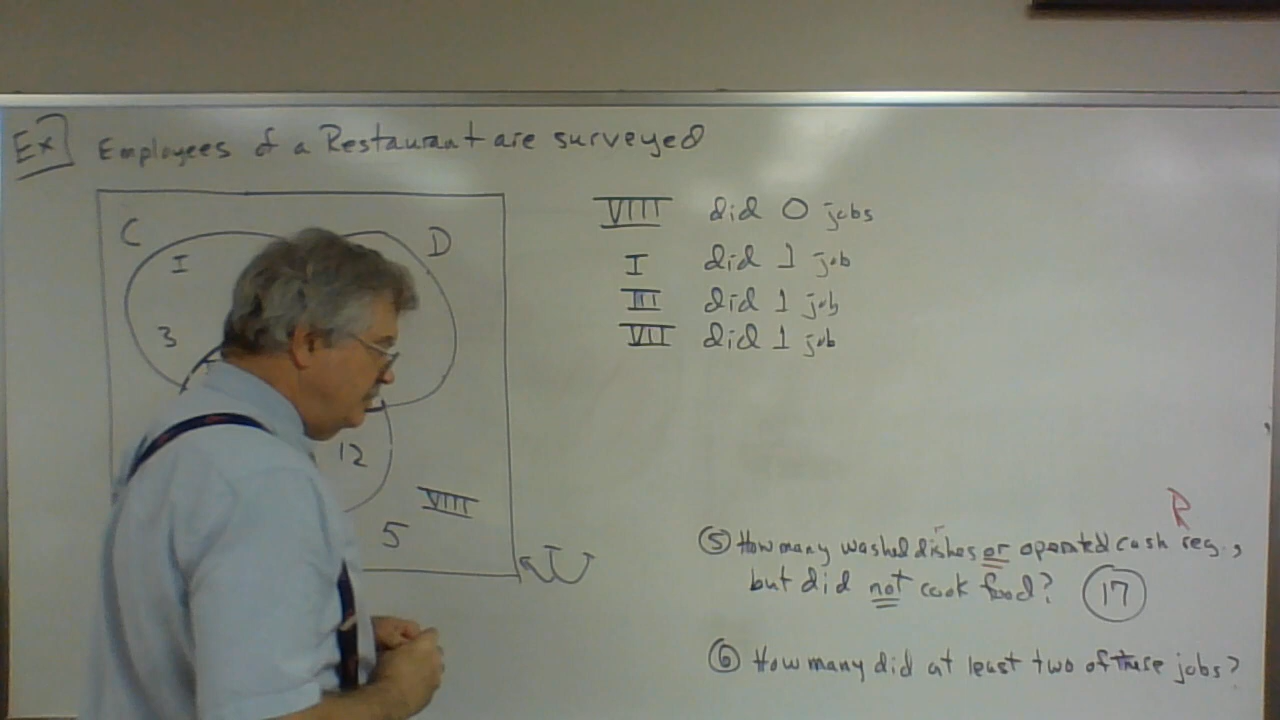 Ex] Employees of a Restaurant are surveyed
C
D
I
3
12
VIII
5
U
VIII did 0 jobs
I did 1 job
III did 1 job
VII did 1 job
R
⑤ How many washed dishes or operated cash reg.,
but did not cook food? 17
⑥ How many did at least two of these jobs?